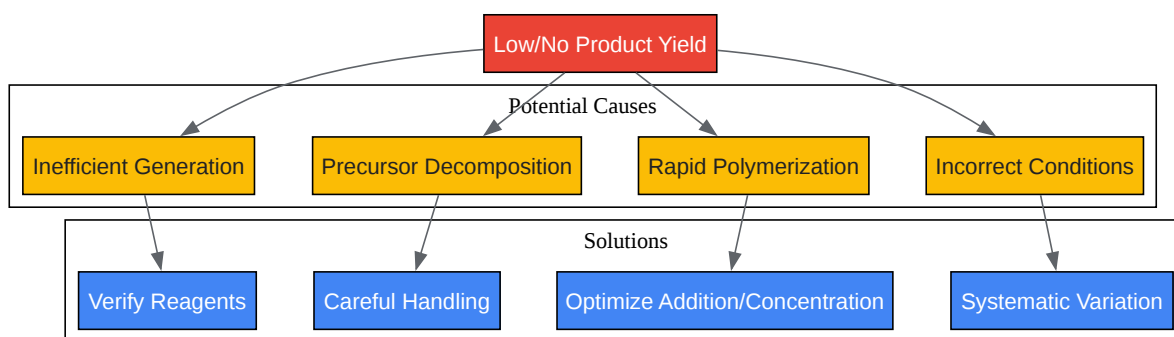 Low/No Product Yield
Potential Causes
Inefficient Generation
Precursor Decomposition
Rapid Polymerization
Incorrect Conditions
Solutions
Verify Reagents
Careful Handling
Optimize Addition/Concentration
Systematic Variation